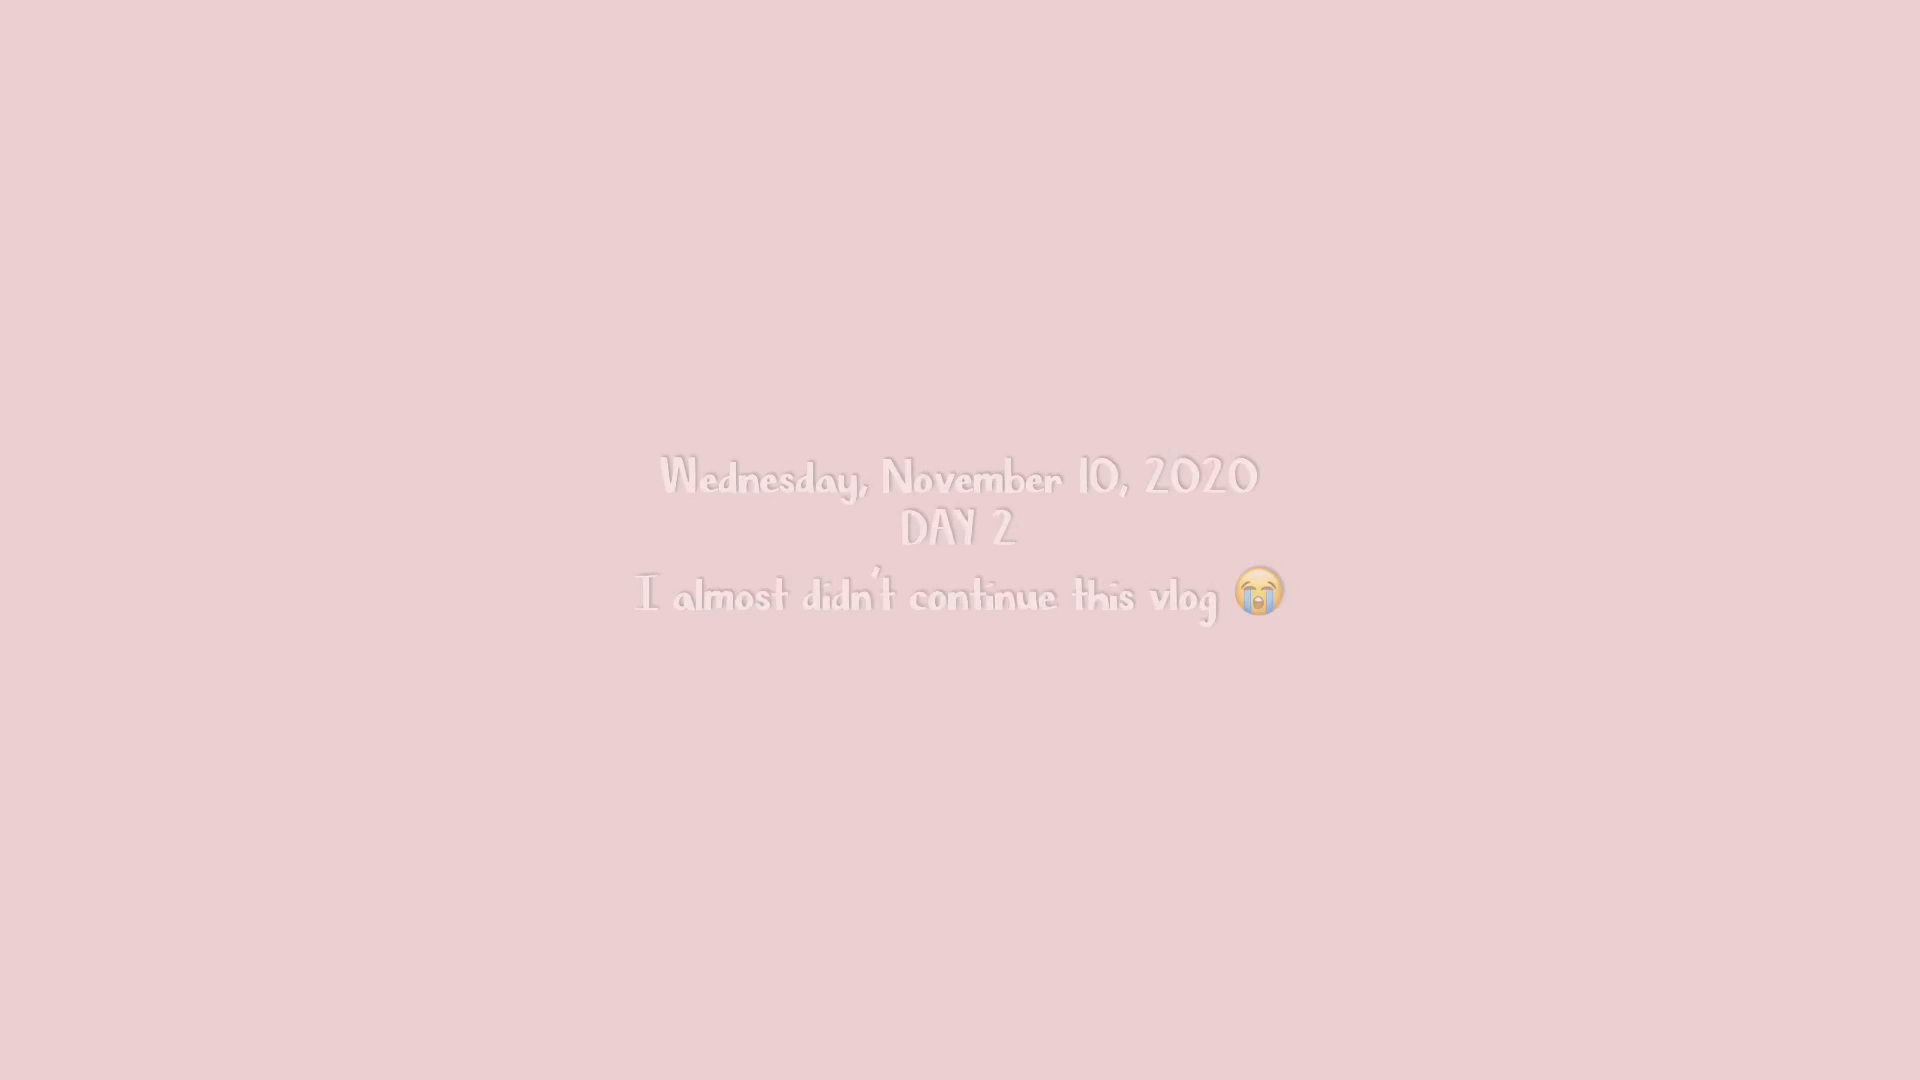 Wednesday, November 10, 2020
DAY 2
I almost didn't continue this vlog 😭